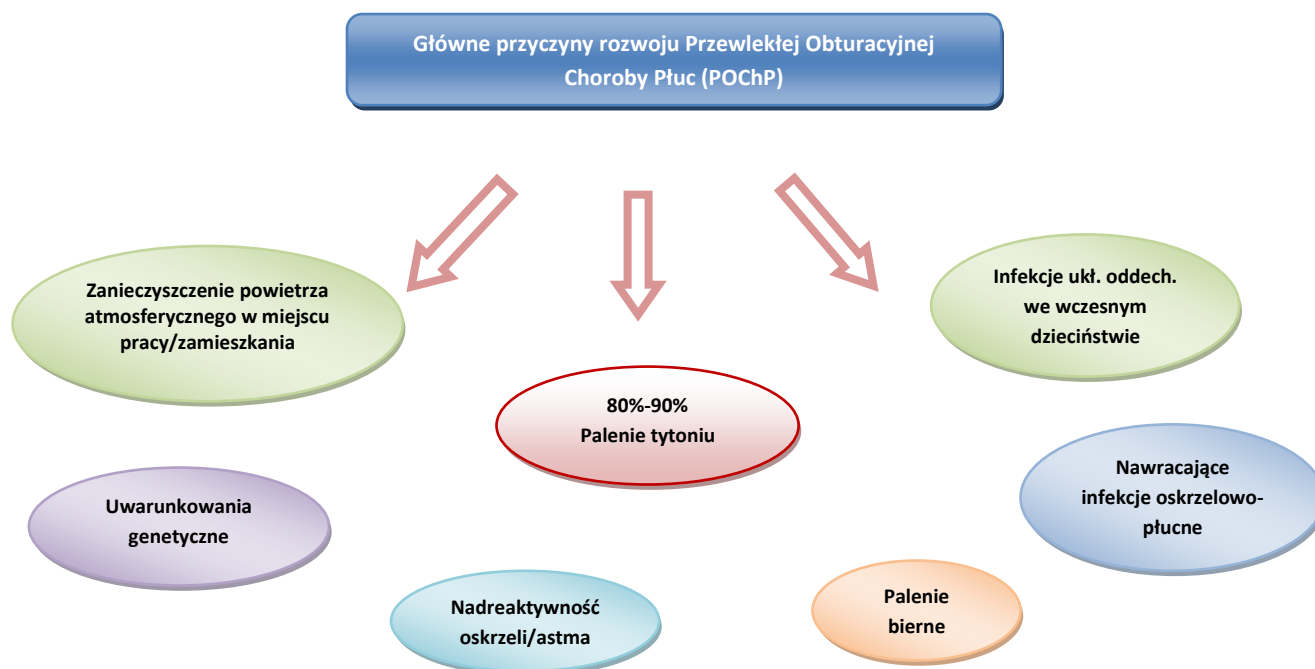 Główne przyczyny rozwoju Przewlekłej Obturacyjnej
Choroby Płuc (POChP)
Zanieczyszczenie powietrza
atmosferycznego w miejscu
pracy/zamieszkania
Infekcje ukł. oddech.
we wczesnym
dzieciństwie
80%-90%
Palenie tytoniu
Uwarunkowania
genetyczne
Nawracające
infekcje oskrzelowo-
płucne
Nadreaktywność
oskrzeli/astma
Palenie
bierne